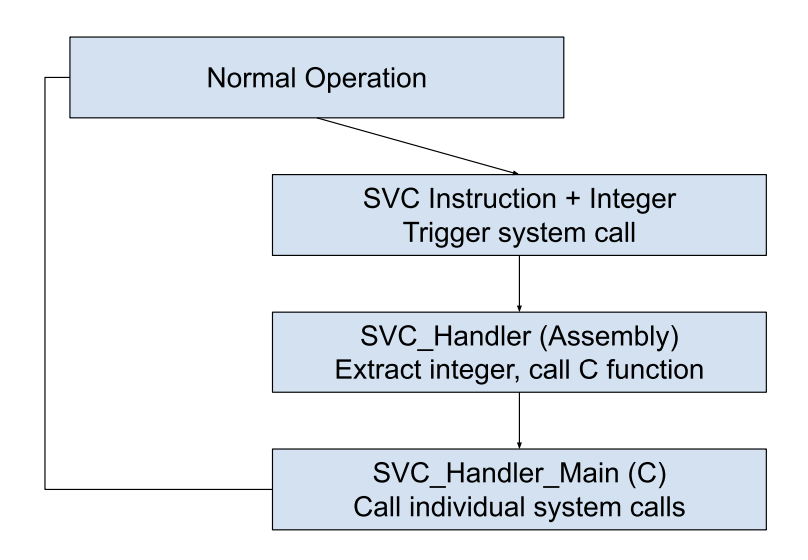 Normal Operation
SVC Instruction + Integer
Trigger system call
SVC_Handler (Assembly)
Extract integer, call C function
SVC_Handler_Main (C)
Call individual system calls